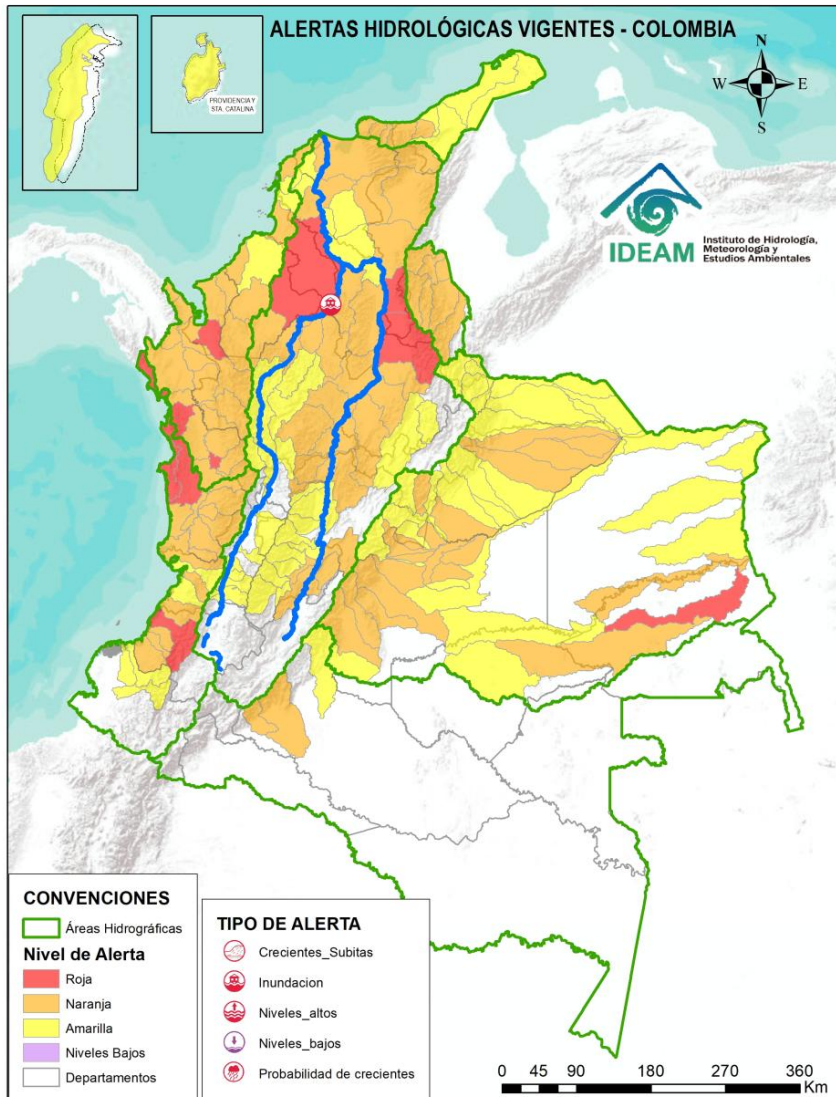 ALERTAS HIDROLÓGICAS VIGENTES - COLOMBIA
PROVIDENCIA Y
STA. CATALINA
N
W
E
S
IDEAM
Instituto de Hidrología,
Meteorología y
Estudios Ambientales
CONVENCIONES
Áreas Hidrográficas
Nivel de Alerta
Roja
Naranja
Amarilla
Niveles Bajos
Departamentos
TIPO DE ALERTA
Crecientes_Subitas
Inundacion
Niveles_altos
Niveles_bajos
Probabilidad de crecientes
0 45 90 180 270 360
Km